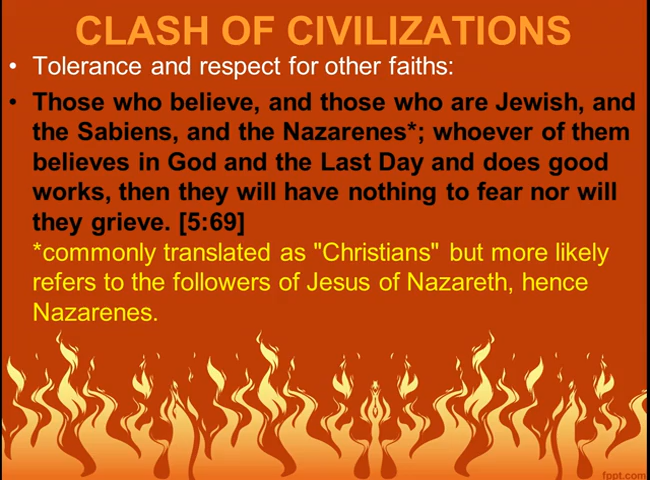 CLASH OF CIVILIZATIONS
• Tolerance and respect for other faiths:
• Those who believe, and those who are Jewish, and
the Sabiens, and the Nazarenes*; whoever of them
believes in God and the Last Day and does good
works, then they will have nothing to fear nor will
they grieve. [5:69]
*commonly translated as "Christians" but more likely
refers to the followers of Jesus of Nazareth, hence
Nazarenes.
fppt.com